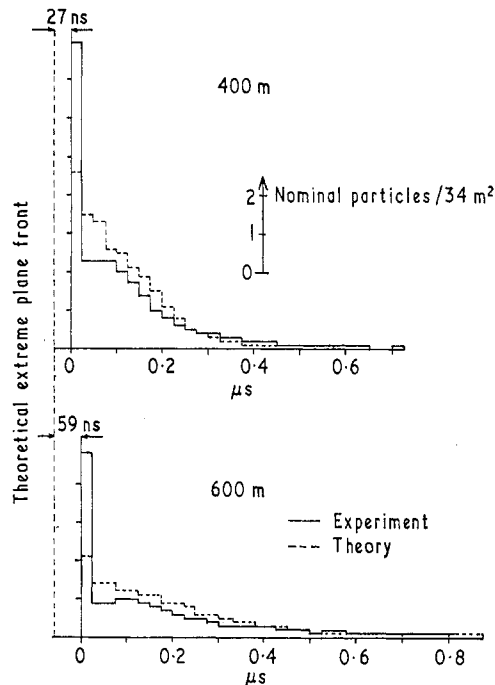 27 ns
400 m
2 Nominal particles/34 m²
1
0
Theoretical extreme plane front
0 0·2 0·4 0·6
μs
59 ns
600 m
Experiment
Theory
0 0·2 0·4 0·6 0·8
μs